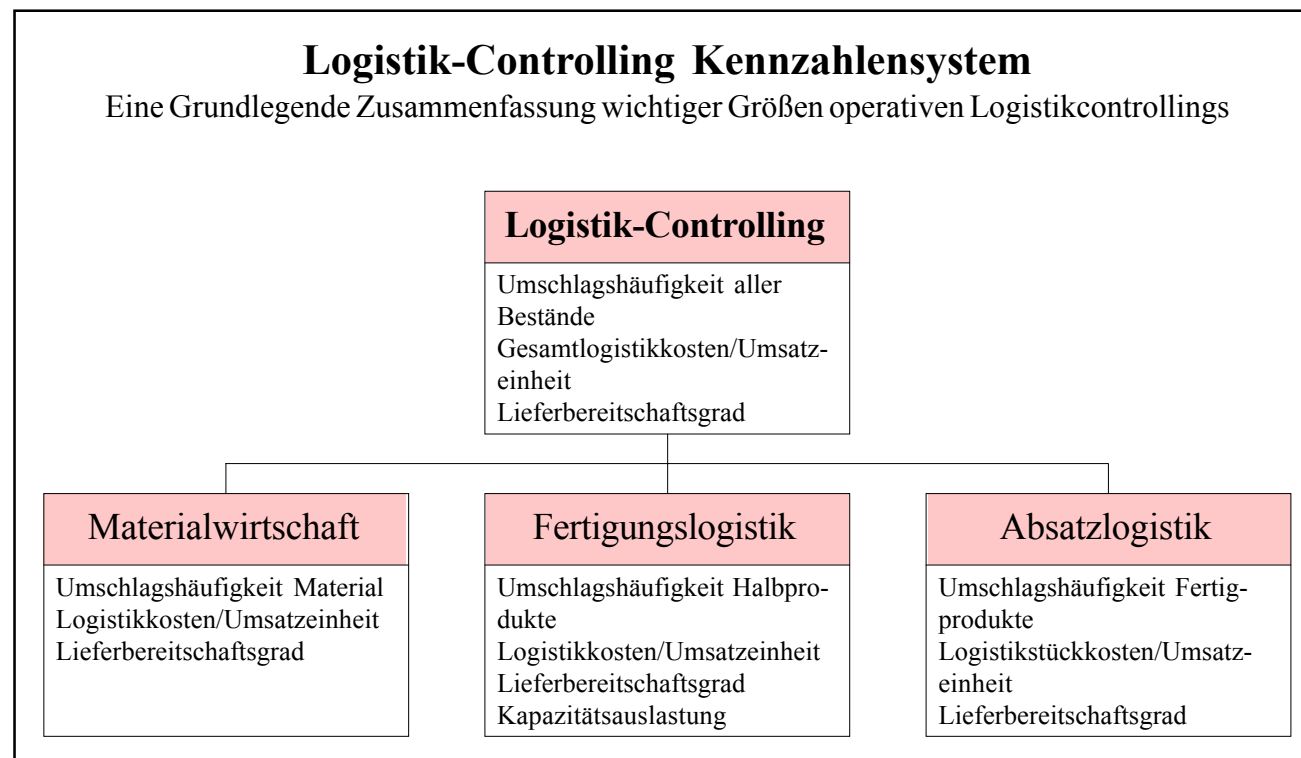 Logistik-Controlling Kennzahlensystem
Eine Grundlegende Zusammenfassung wichtiger Größen operativen Logistikcontrollings
Logistik-Controlling
Umschlagshäufigkeit aller
Bestände
Gesamtlogistikkosten/Umsatz-
einheit
Lieferbereitschaftsgrad
Materialwirtschaft
Umschlagshäufigkeit Material
Logistikkosten/Umsatzeinheit
Lieferbereitschaftsgrad
Fertigungslogistik
Umschlagshäufigkeit Halbpro-
dukte
Logistikkosten/Umsatzeinheit
Lieferbereitschaftsgrad
Kapazitätsauslastung
Absatzlogistik
Umschlagshäufigkeit Fertig-
produkte
Logistikstückkosten/Umsatz-
einheit
Lieferbereitschaftsgrad